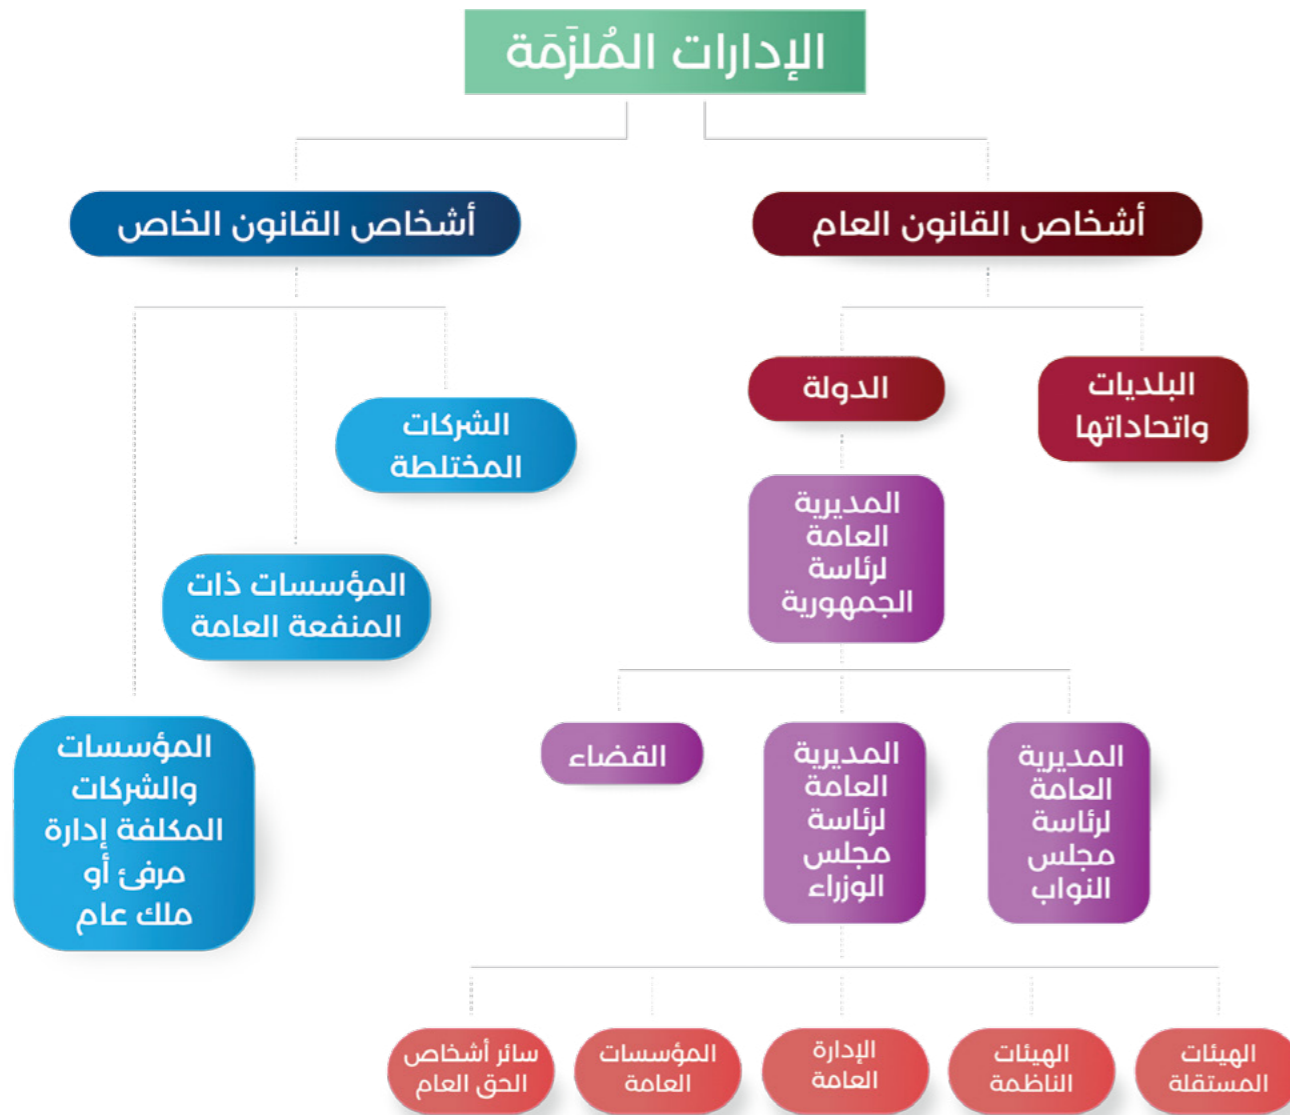 الإدارات المُلزَمَة
أشخاص القانون العام
أشخاص القانون الخاص
البلديات
واتحاداتها
الدولة
الشركات
المختلطة
المديرية
العامة
لرئاسة
الجمهورية
المؤسسات ذات
المنفعة العامة
المديرية
العامة
لرئاسة
مجلس
النواب
المديرية
العامة
لرئاسة
مجلس
الوزراء
القضاء
المؤسسات
والشركات
المكلفة إدارة
مرفئ أو
ملك عام
الهيئات
المستقلة
الهيئات
الناظمة
الإدارة
العامة
المؤسسات
العامة
سائر أشخاص
الحق العام